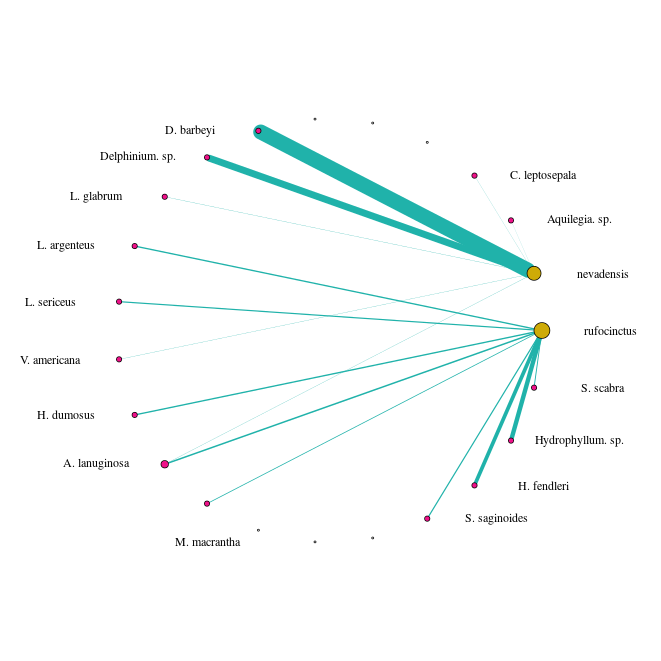 D. barbeyi
Delphinium. sp.
L. glabrum
C. leptosepala
Aquilegia. sp.
L. argenteus
nevadensis
L. sericeus
rufocinctus
V. americana
S. scabra
H. dumosus
Hydrophyllum. sp.
A. lanuginosa
H. fendleri
S. saginoides
M. macrantha